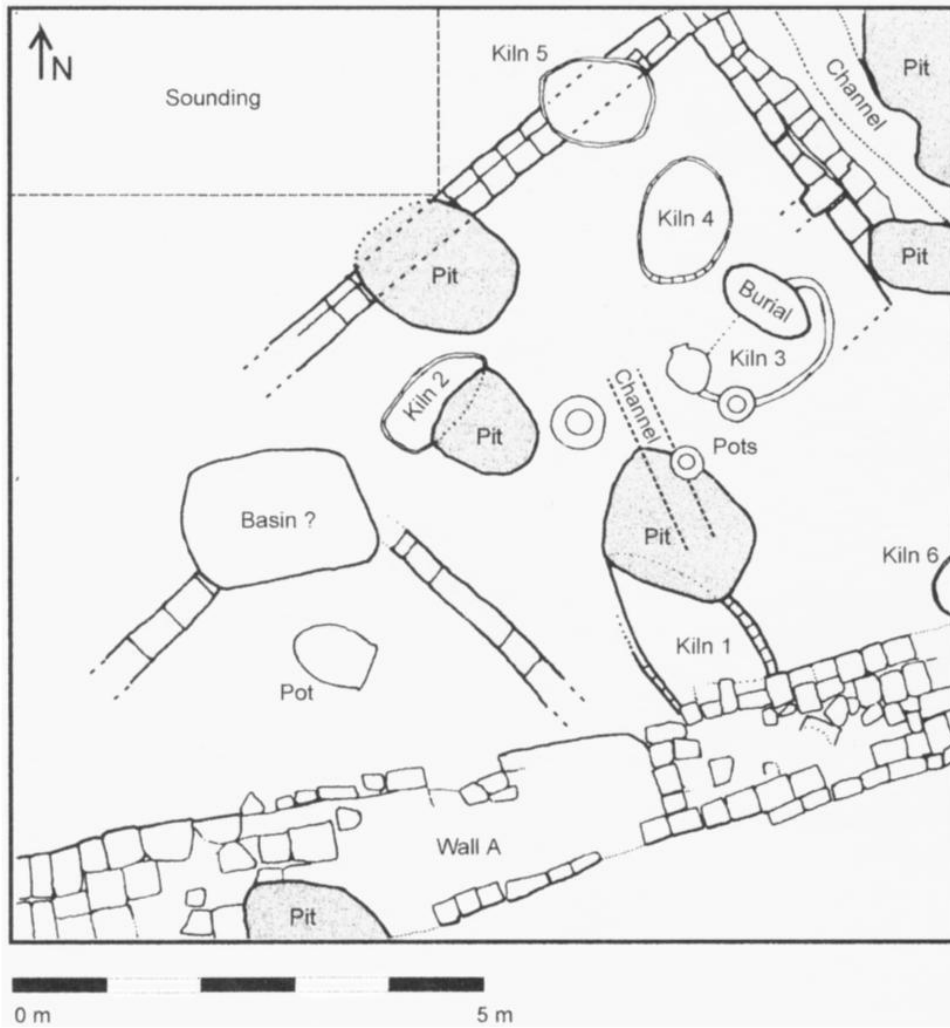 N
Sounding
Kiln 5
Channel
Pit
Kiln 4
Pit
Pit
Burial
Kiln 3
Kiln 2
Channel
Pit
Pots
Basin ?
Pit
Kiln 6
Kiln 1
Pot
Wall A
Pit
0 m
5 m